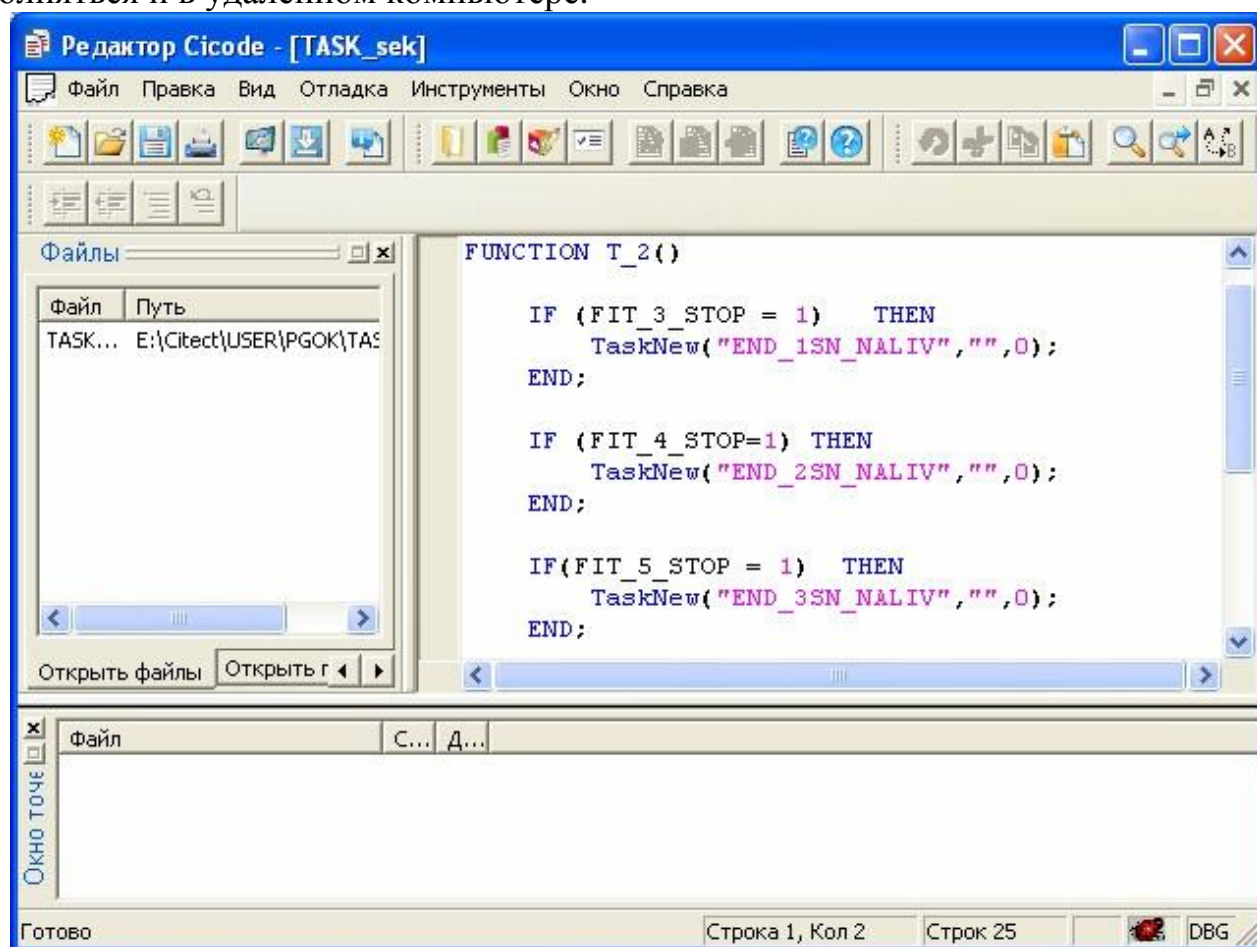 и в удаленном компьютере.
Редактор Cicode - [TASK_sek]
Файл Правка Вид Отладка Инструменты Окно Справка
Файлы
Файл Путь
TASK... E:\Citect\USER\PGOK\TAS
Открыть файлы Открыть г
FUNCTION T_2()
IF (FIT_3_STOP = 1) THEN
TaskNew("END_1SN_NALIV","",0);
END;
IF (FIT_4_STOP=1) THEN
TaskNew("END_2SN_NALIV","",0);
END;
IF(FIT_5_STOP = 1) THEN
TaskNew("END_3SN_NALIV","",0);
END;
Файл С... Д...
Окно точе
Готово Строка 1, Кол 2 Строк 25 DBG